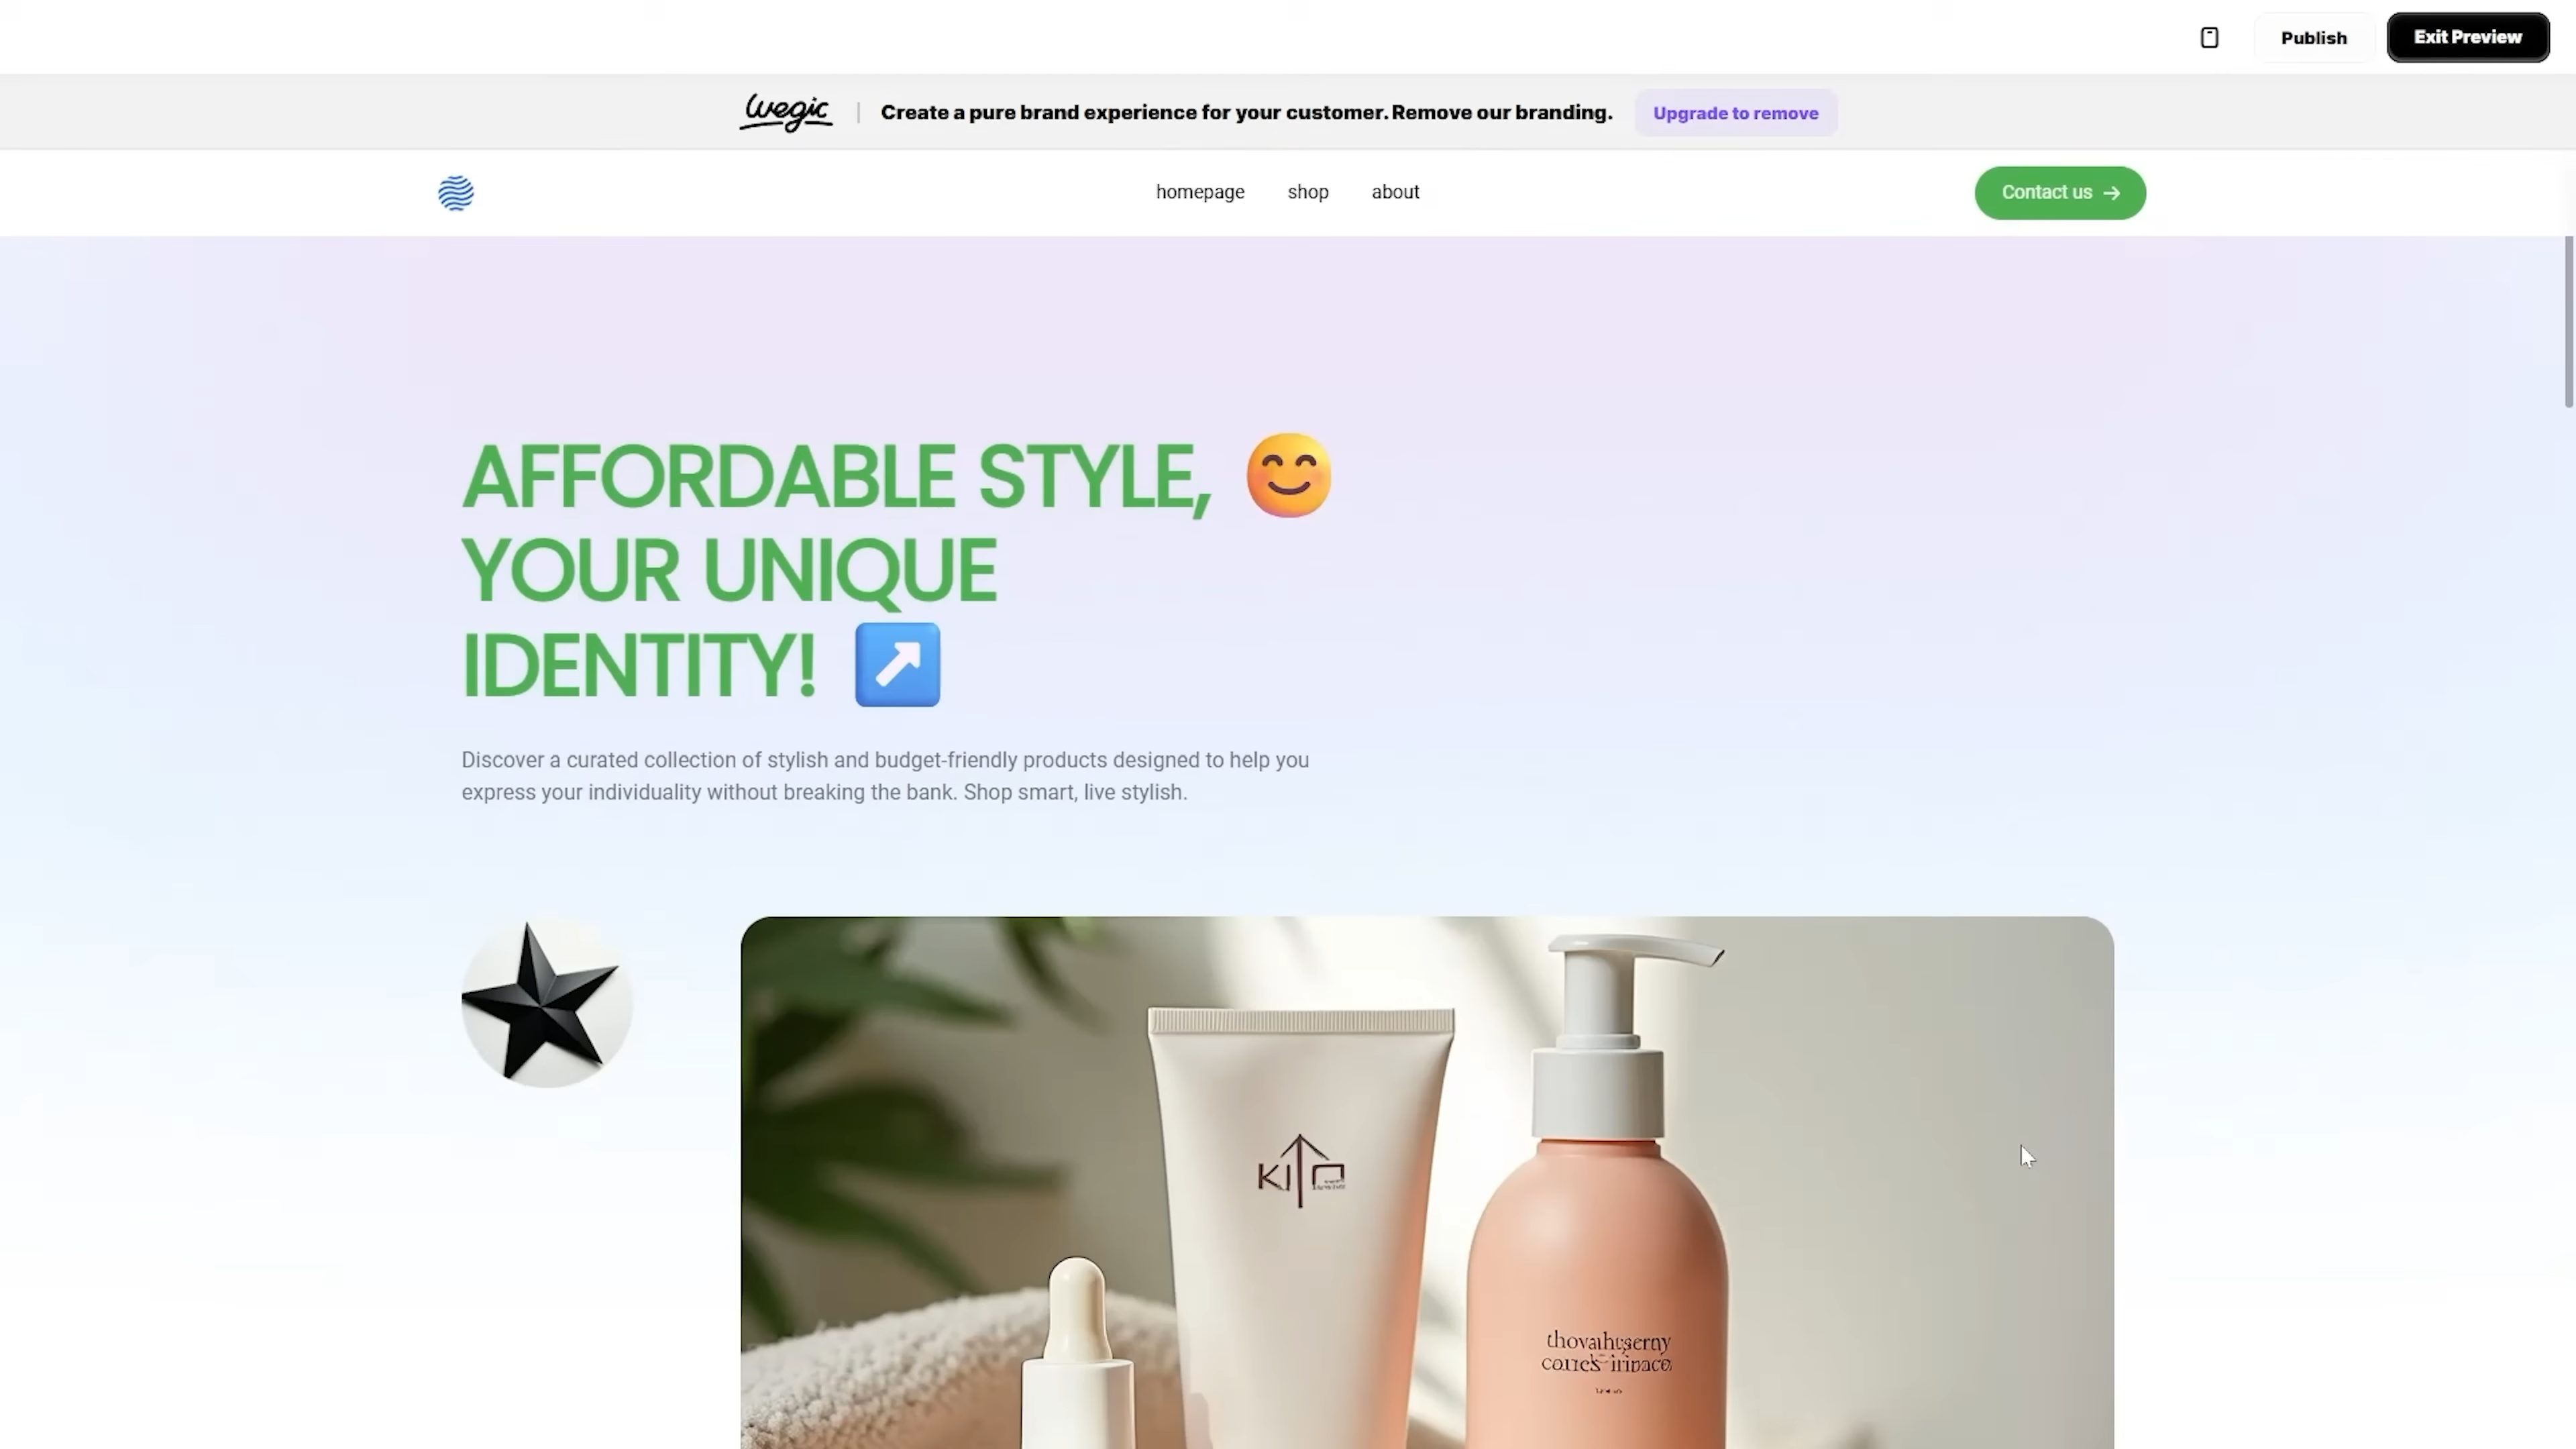 Publish
Exit Preview
wegic
Create a pure brand experience for your customer. Remove our branding.
Upgrade to remove
homepage
shop
about
Contact us →
AFFORDABLE STYLE, 😊
YOUR UNIQUE
IDENTITY! ↗️
Discover a curated collection of stylish and budget-friendly products designed to help you
express your individuality without breaking the bank. Shop smart, live stylish.